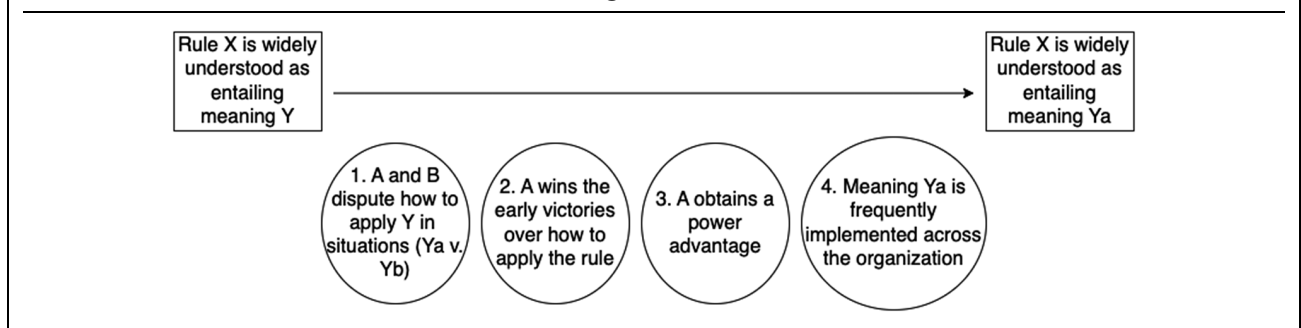 Rule X is widely
understood as
entailing
meaning Y
Rule X is widely
understood as
entailing
meaning Ya
1. A and B
dispute how to
apply Y in
situations (Ya v.
Yb)
2. A wins the
early victories
over how to
apply the rule
3. A obtains a
power
advantage
4. Meaning Ya is
frequently
implemented across
the organization